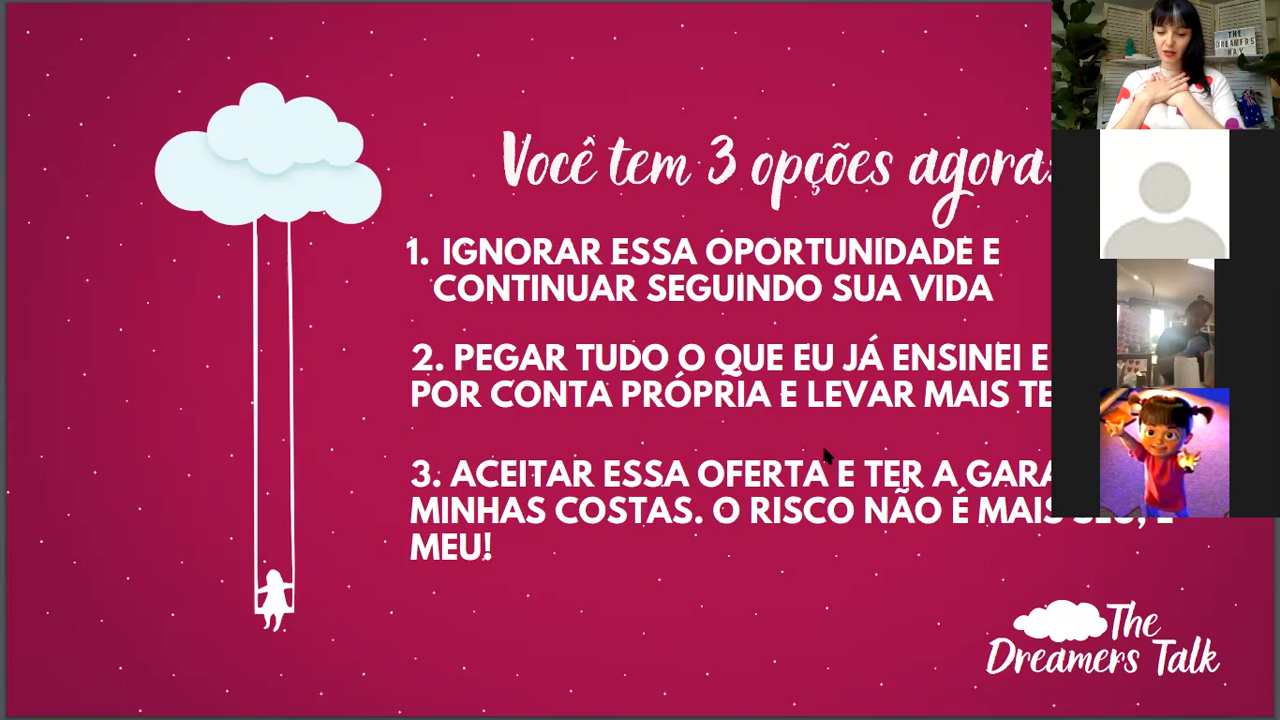 Você tem 3 opções agora:
1. IGNORAR ESSA OPORTUNIDADE E
CONTINUAR SEGUINDO SUA VIDA
2. PEGAR TUDO O QUE EU JÁ ENSINEI E
POR CONTA PRÓPRIA E LEVAR MAIS
3. ACEITAR ESSA OFERTA E TER A
MINHAS COSTAS. O RISCO NÃO É MAIS SEU, É
MEU!
The
Dreamers Talk
THE
DREAMERS
DAY